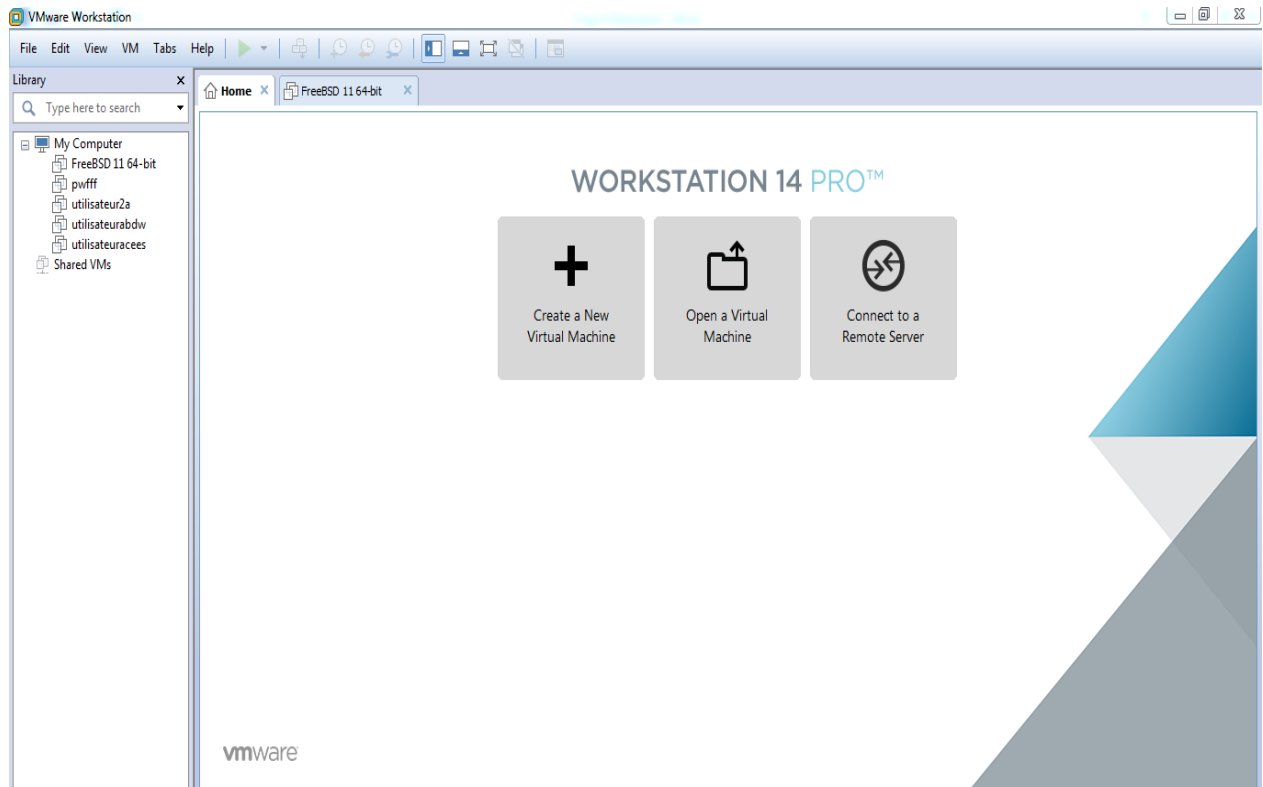 VMware Workstation
File Edit View VM Tabs Help
Library x
Home x FreeBSD 11 64-bit x
Type here to search
My Computer
FreeBSD 11 64-bit
pwfff
utilisateur2a
utilisateurabdw
utilisateuracees
Shared VMs
WORKSTATION 14 PRO™
Create a New
Virtual Machine
Open a Virtual
Machine
Connect to a
Remote Server
vmware